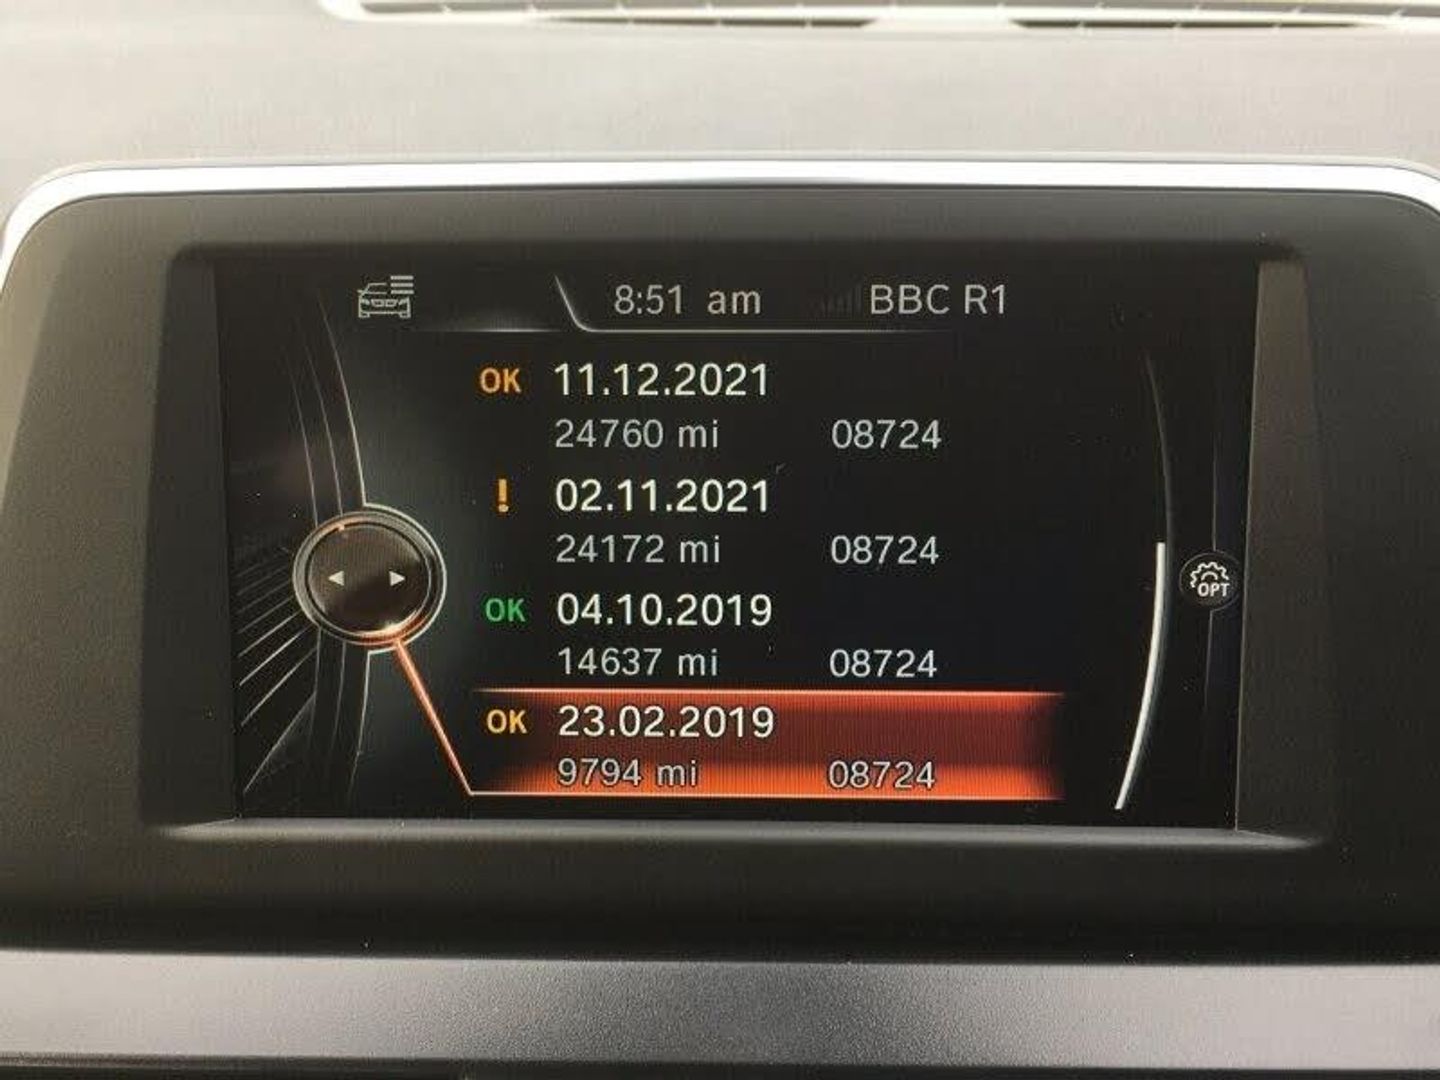 8:51 am BBC R1
OK 11.12.2021
24760 mi 08724
! 02.11.2021
24172 mi 08724
OK 04.10.2019
14637 mi 08724
OPT
OK 23.02.2019
9794 mi 08724